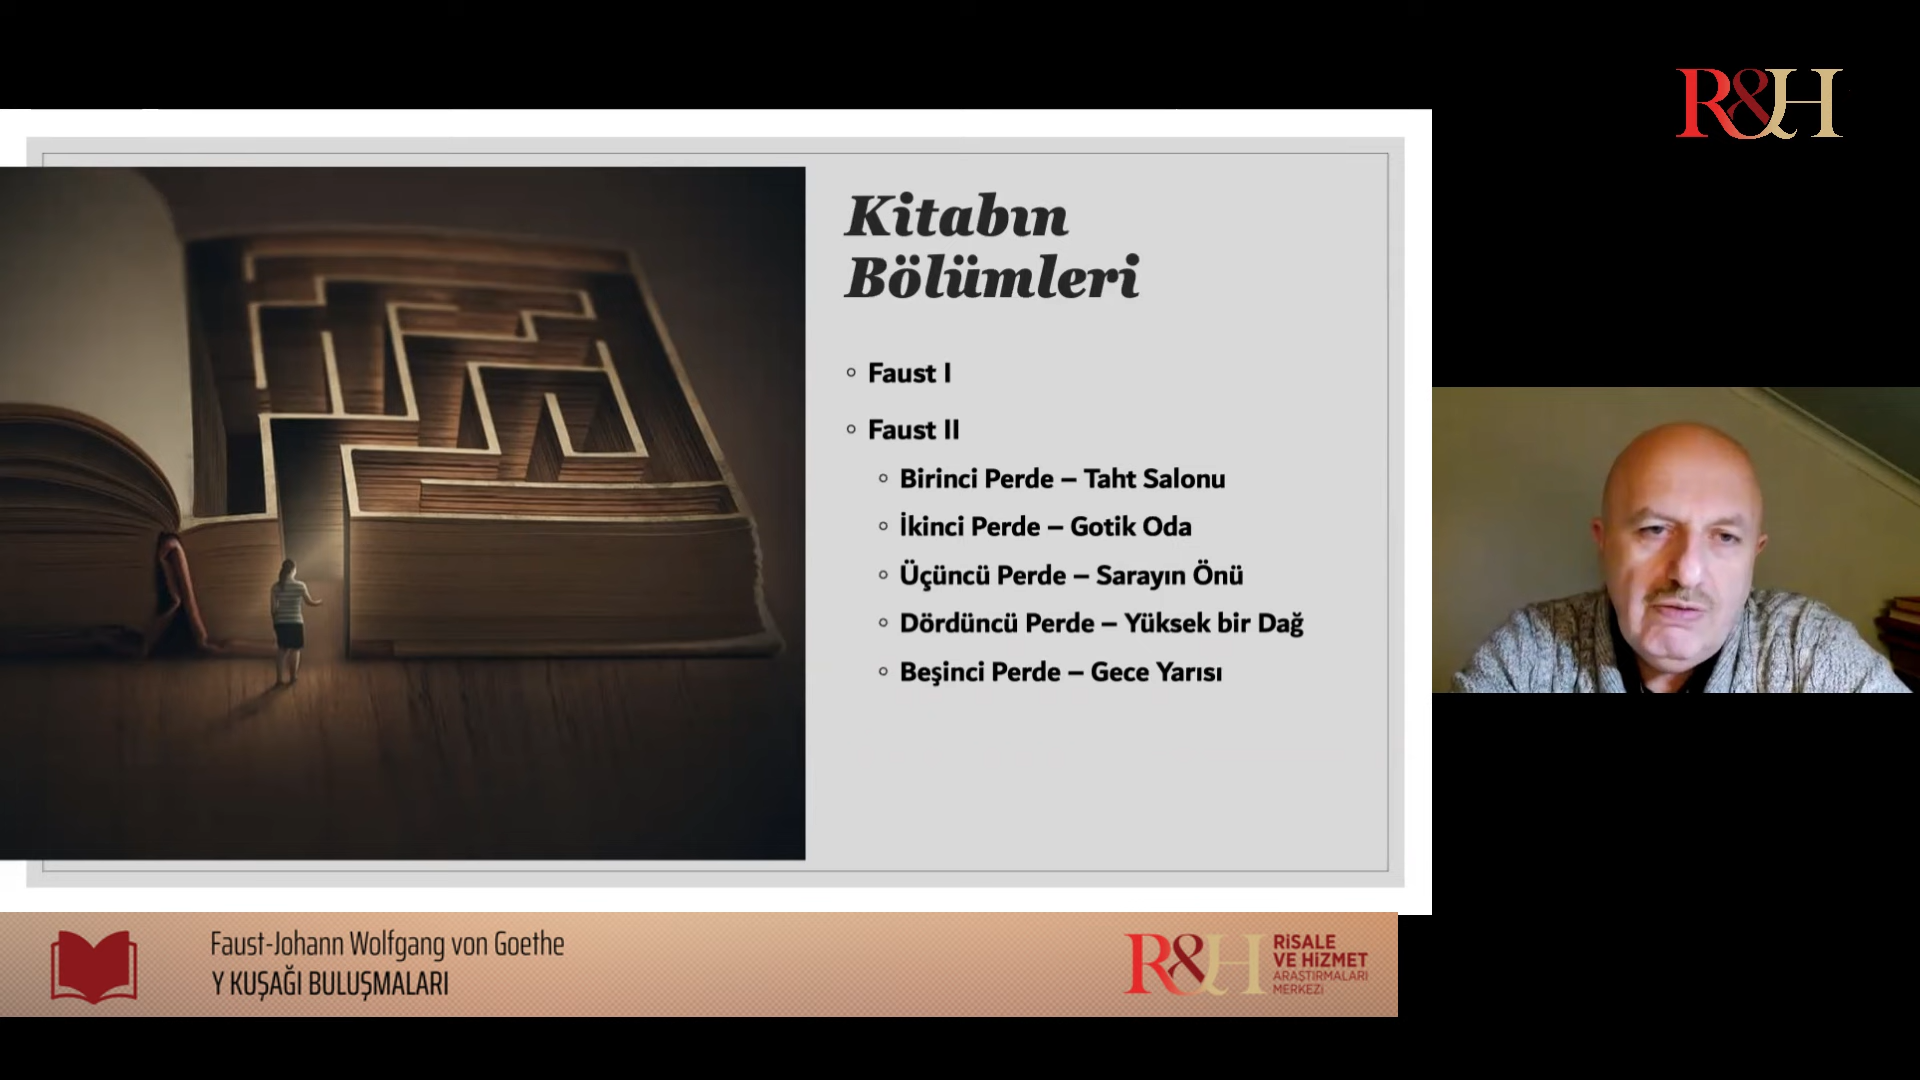 R&H
Kitabın
Bölümleri
Faust I
Faust II
Birinci Perde – Taht Salonu
İkinci Perde – Gotik Oda
Üçüncü Perde – Sarayın Önü
Dördüncü Perde – Yüksek bir Dağ
Beşinci Perde – Gece Yarısı
Faust-Johann Wolfgang von Goethe
Y KUŞAĞI BULUŞMALARI
R&H
RİSALE
VE HİZMET
ARAŞTIRMALARI
MERKEZİ